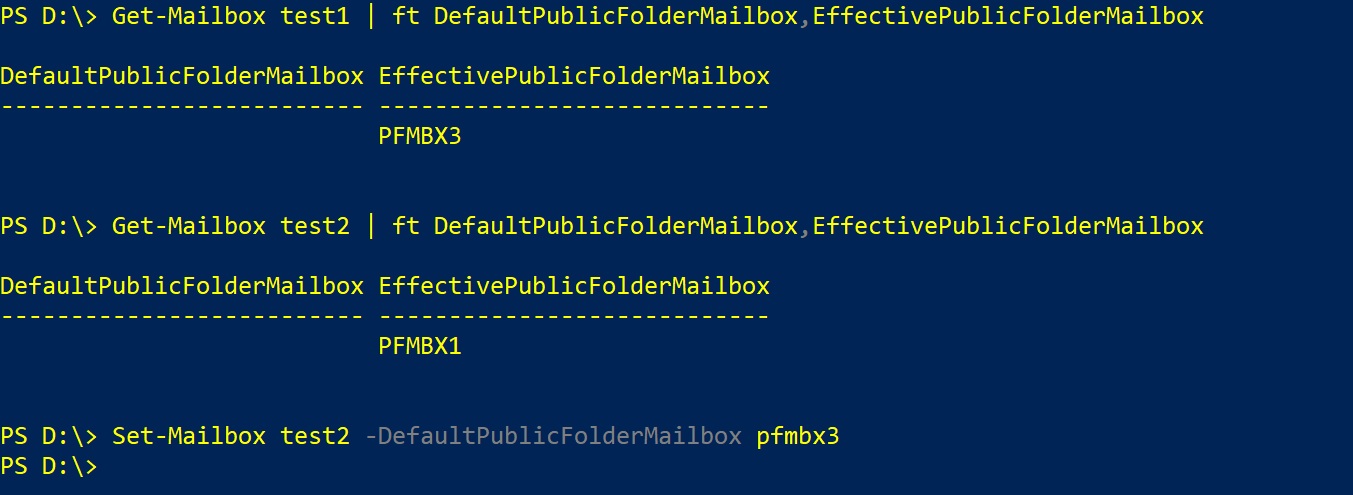 PS D:\> Get-Mailbox test1 | ft DefaultPublicFolderMailbox,EffectivePublicFolderMailbox
DefaultPublicFolderMailbox EffectivePublicFolderMailbox
-------------------------- ----------------------------
PFMBX3
PS D:\> Get-Mailbox test2 | ft DefaultPublicFolderMailbox,EffectivePublicFolderMailbox
DefaultPublicFolderMailbox EffectivePublicFolderMailbox
-------------------------- ----------------------------
PFMBX1
PS D:\> Set-Mailbox test2 -DefaultPublicFolderMailbox pfmbx3
PS D:\>